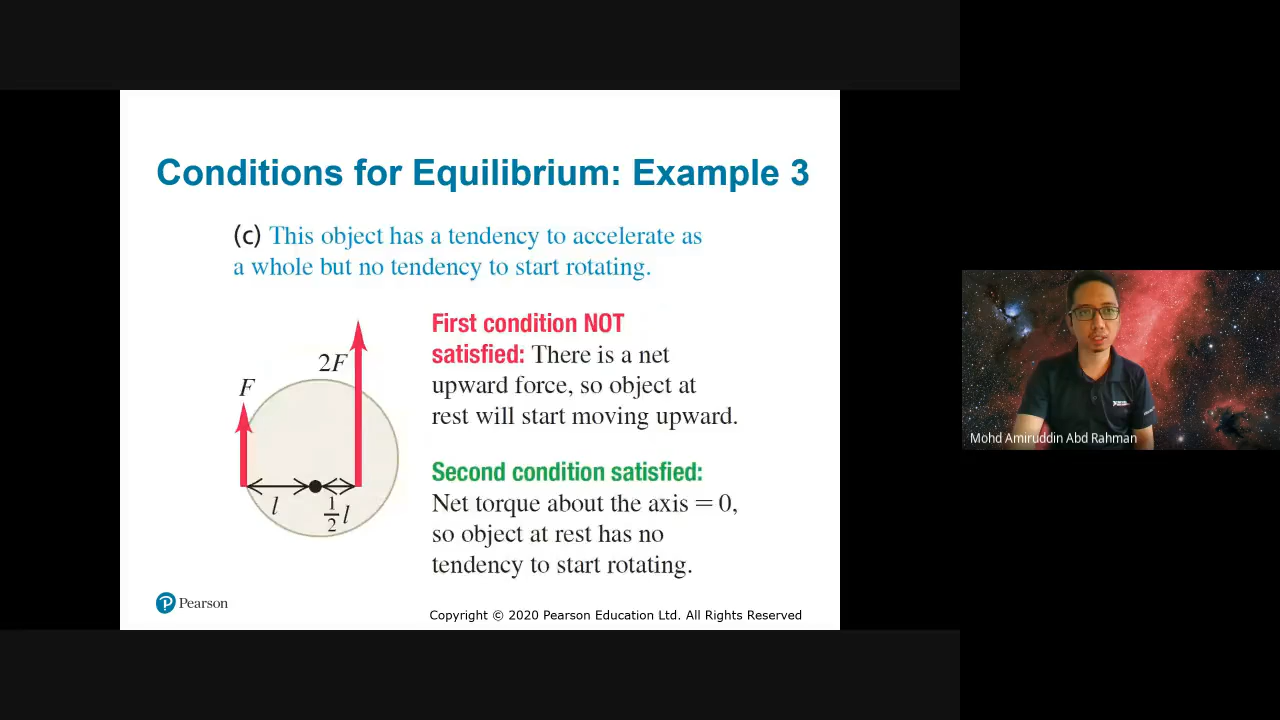 Conditions for Equilibrium: Example 3
(c) This object has a tendency to accelerate as
a whole but no tendency to start rotating.
2F
F
l
1/2 l
First condition NOT
satisfied: There is a net
upward force, so object at
rest will start moving upward.
Second condition satisfied:
Net torque about the axis = 0,
so object at rest has no
tendency to start rotating.
P Pearson
Copyright © 2020 Pearson Education Ltd. All Rights Reserved
Mohd Amiruddin Abd Rahman